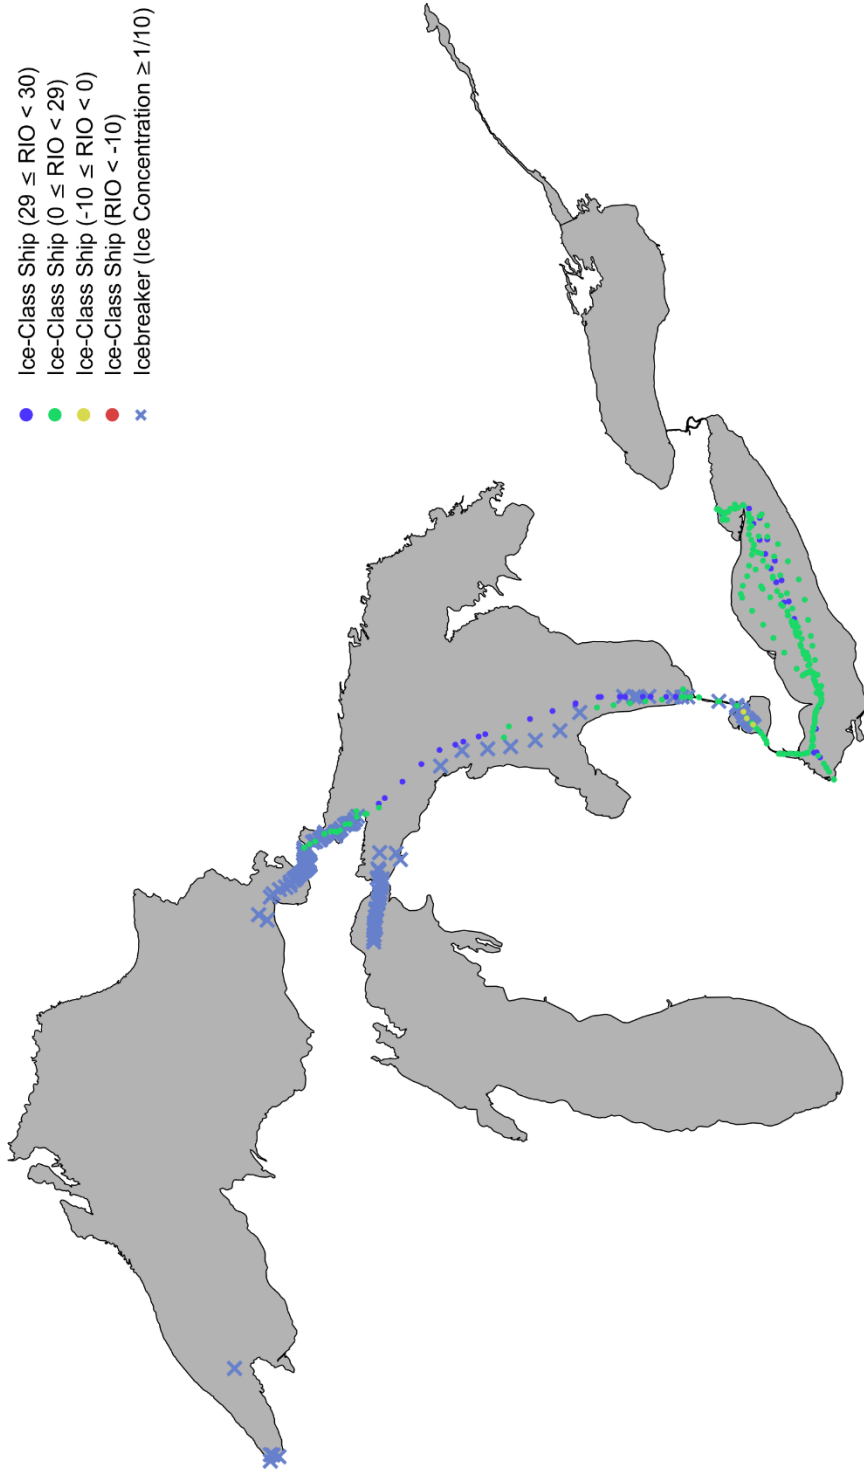 Ice-Class Ship (29 ≤ RIO < 30)
Ice-Class Ship (0 ≤ RIO < 29)
Ice-Class Ship (-10 ≤ RIO < 0)
Ice-Class Ship (RIO < -10)
Icebreaker (Ice Concentration ≥ 1/10)